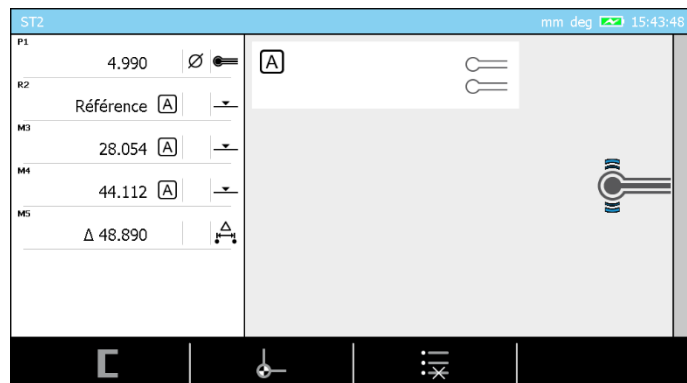 ST2 mm deg 15:43:48
P1
4.990 Ø
R2
Référence A
M3
28.054 A
M4
44.112 A
M5
Δ 48.890 Δ
A